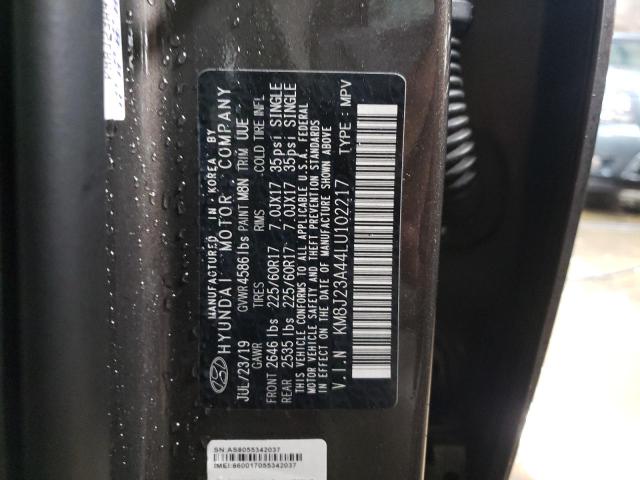 MANUFACTURED IN KOREA BY
HYUNDAI MOTOR COMPANY
JUL/23/19 GVWR 4586 lbs PAINT M8N TRIM UUE
GAWR TIRES RIMS COLD TIRE INFL
FRONT 2646 lbs 225/60R17 7.0JX17 35psi SINGLE
REAR 2535 lbs 225/60R17 7.0JX17 35psi SINGLE
THIS VEHICLE CONFORMS TO ALL APPLICABLE U.S.A. FEDERAL
MOTOR VEHICLE SAFETY, AND THEFT PREVENTION STANDARDS
IN EFFECT ON THE DATE OF MANUFACTURE SHOWN ABOVE
V.I.N KM8J23A44LU102217 TYPE : MPV
SN:AS8055342037
IMEI:860017055342037